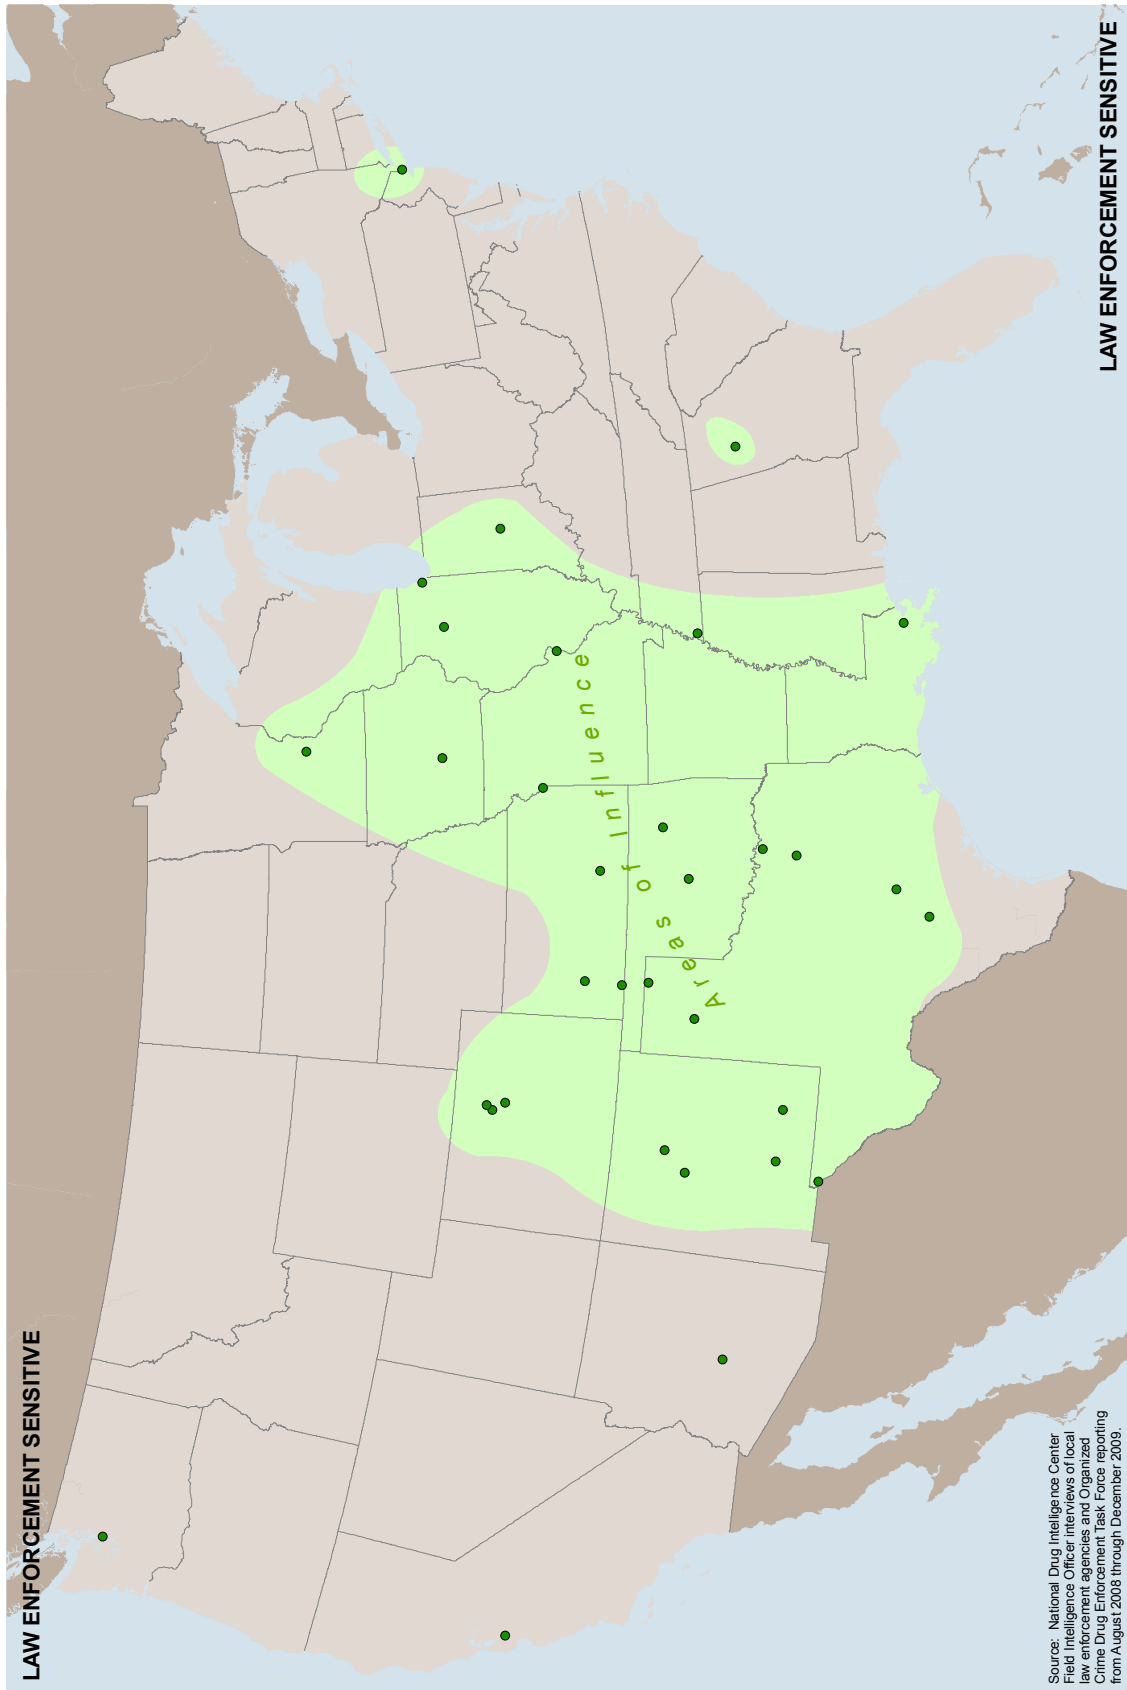 LAW ENFORCEMENT SENSITIVE
Areas of Influence
Source: National Drug Intelligence Center
Field Intelligence Officer interviews of local
law enforcement agencies and Organized
Crime Drug Enforcement Task Force reporting
from August 2008 through December 2009.
LAW ENFORCEMENT SENSITIVE